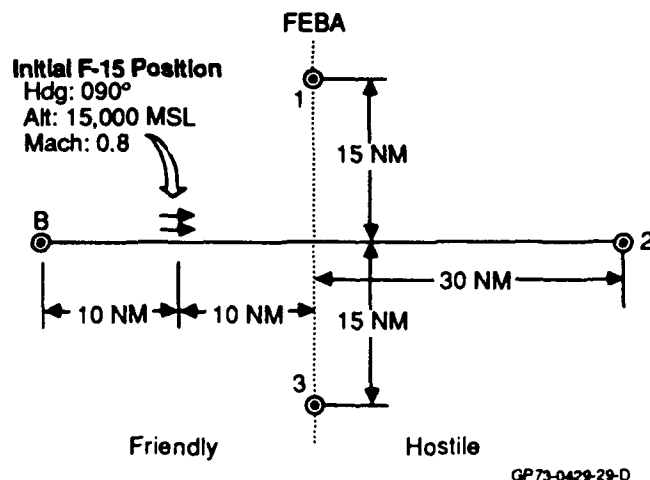 FEBA
Initial F-15 Position
Hdg: 090°
Alt: 15,000 MSL
Mach: 0.8
1
15 NM
B
2
30 NM
10 NM
10 NM
15 NM
3
Friendly
Hostile
GP73-0429-29-D